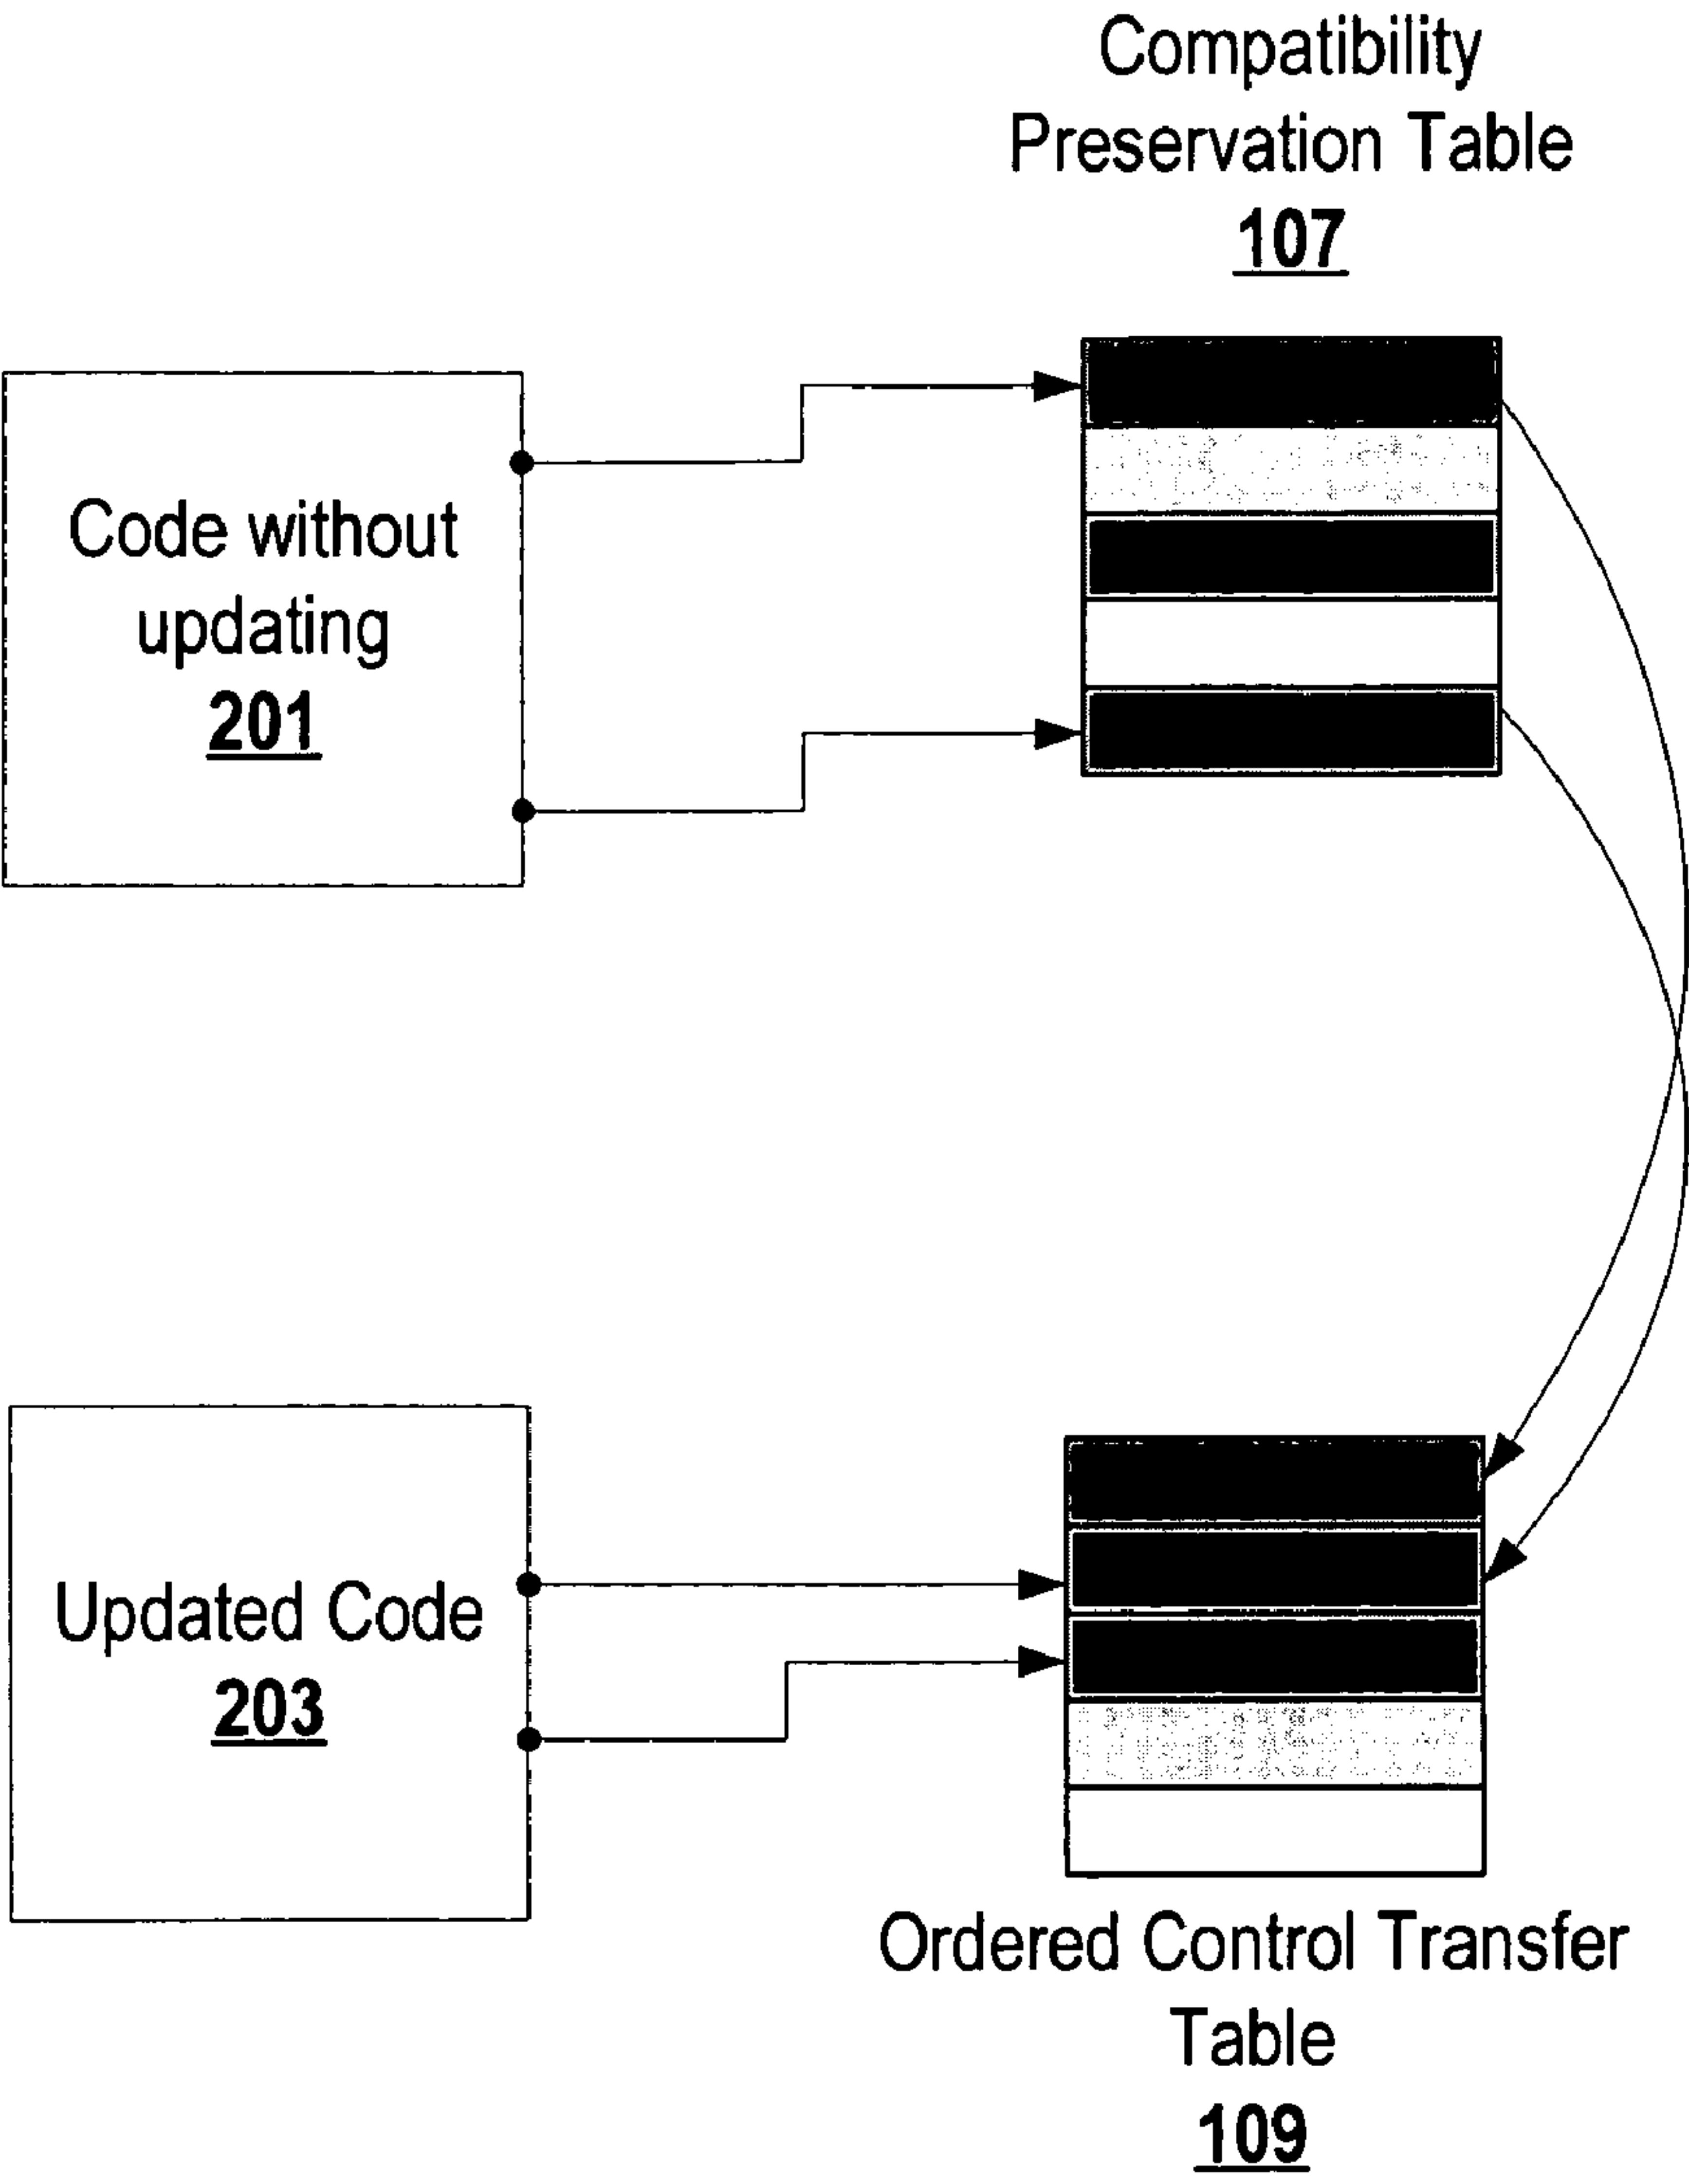 Compatibility
Preservation Table
107
Code without
updating
201
Updated Code
203
Ordered Control Transfer
Table
109